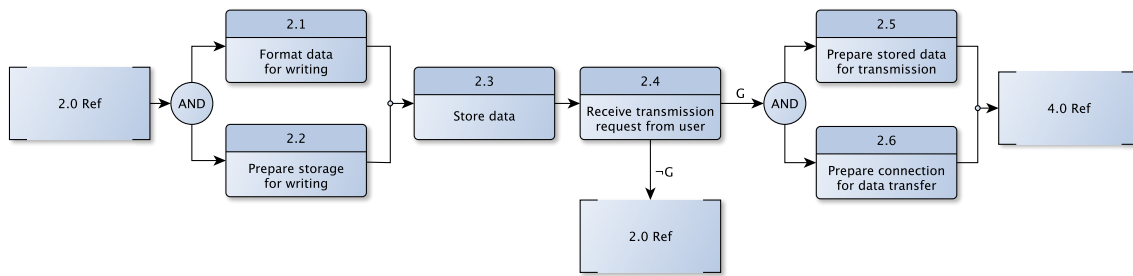 2.0 Ref
AND
2.1
Format data
for writing
2.2
Prepare storage
for writing
2.3
Store data
2.4
Receive transmission
request from user
G
¬G
2.0 Ref
AND
2.5
Prepare stored data
for transmission
2.6
Prepare connection
for data transfer
4.0 Ref